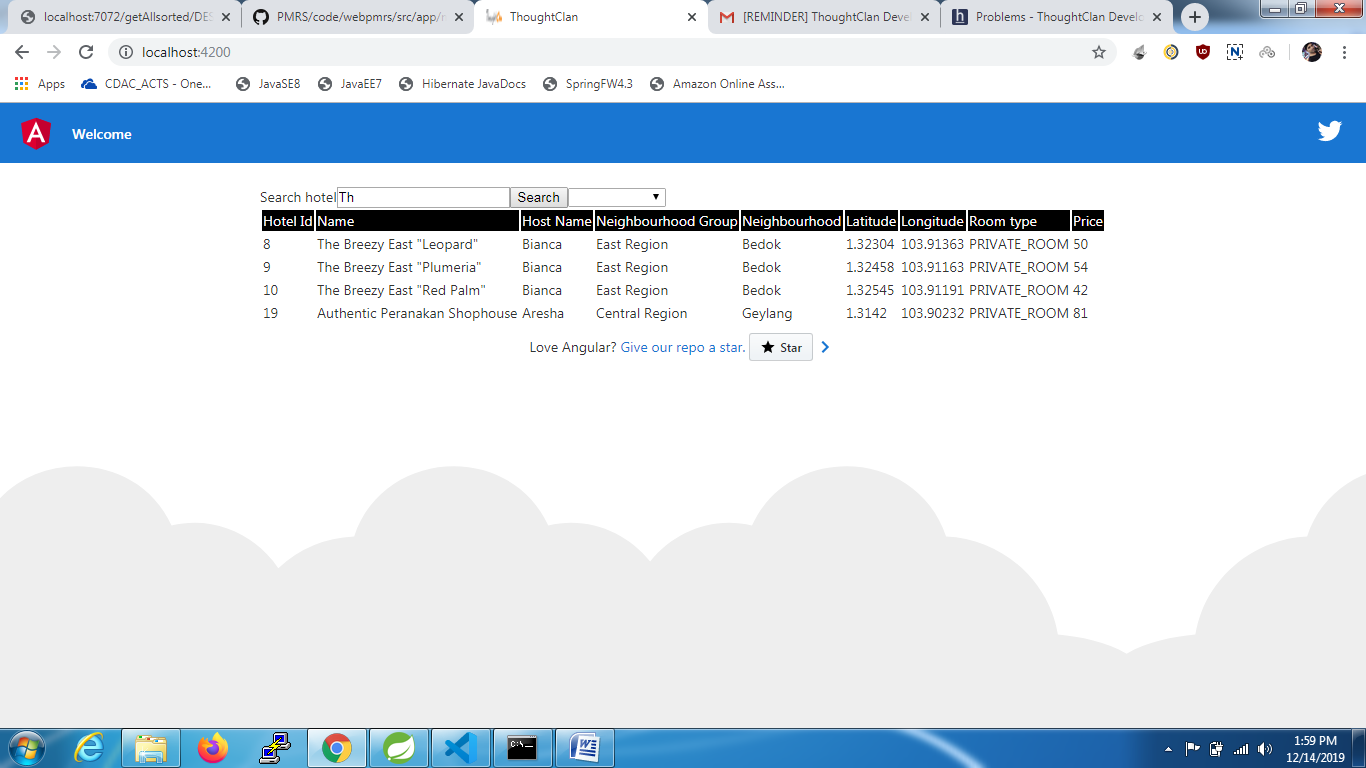 localhost:7072/getAllsorted/DES
PMRS/code/webpmrs/src/app/
ThoughtClan
[REMINDER] ThoughtClan Devel
Problems - ThoughtClan Develo
localhost:4200
Apps CDAC_ACTS - One... JavaSE8 JavaEE7 Hibernate JavaDocs SpringFW4.3 Amazon Online Ass...
Welcome
Search hotel Th Search
Hotel Id Name Host Name Neighbourhood Group Neighbourhood Latitude Longitude Room type Price
8 The Breezy East "Leopard" Bianca East Region Bedok 1.32304 103.91363 PRIVATE_ROOM 50
9 The Breezy East "Plumeria" Bianca East Region Bedok 1.32458 103.91163 PRIVATE_ROOM 54
10 The Breezy East "Red Palm" Bianca East Region Bedok 1.32545 103.91191 PRIVATE_ROOM 42
19 Authentic Peranakan Shophouse Aresha Central Region Geylang 1.3142 103.90232 PRIVATE_ROOM 81
Love Angular? Give our repo a star. Star
1:59 PM
12/14/2019